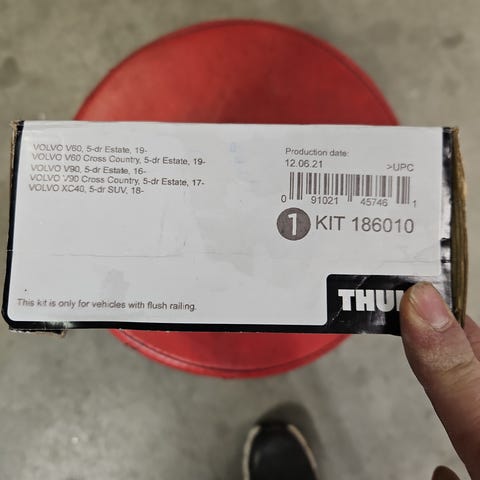 VOLVO V60, 5-dr Estate, 19-
VOLVO V60 Cross Country, 5-dr Estate, 19-
VOLVO V90, 5-dr Estate, 16-
VOLVO V90 Cross Country, 5-dr Estate, 17-
VOLVO XC40, 5-dr SUV, 18-
Production date:
12.06.21 >UPC
0 91021 45746 1
1 KIT 186010
This kit is only for vehicles with flush railing.
THU